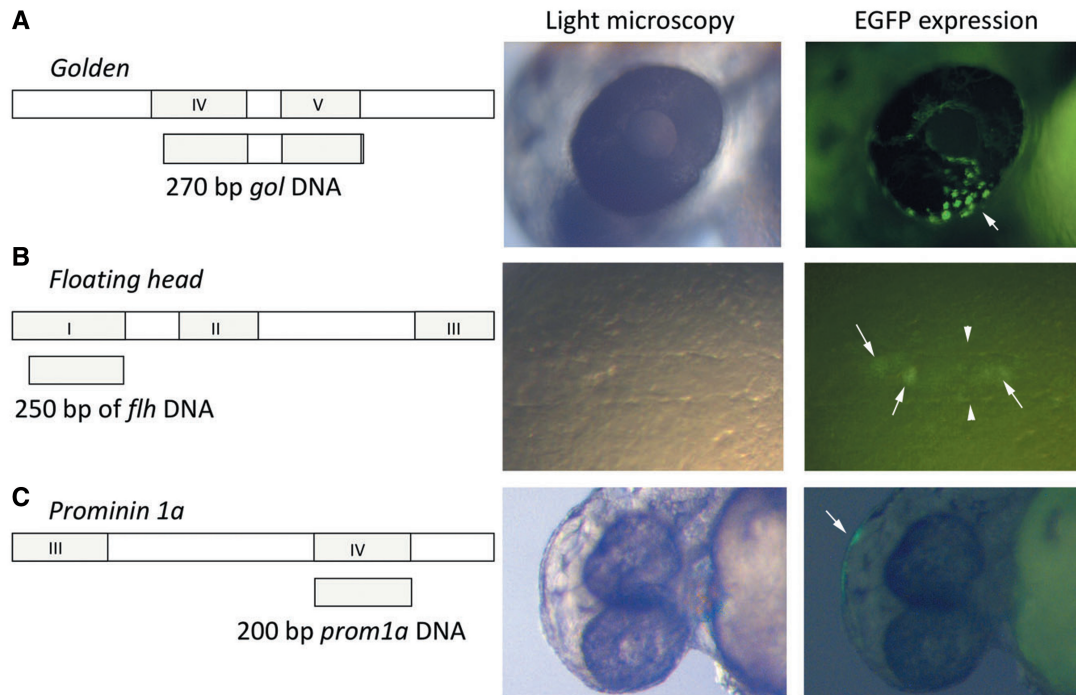 A
Light microscopy
EGFP expression
Golden
IV
V
270 bp gol DNA
B
Floating head
I
II
III
250 bp of flh DNA
C
Prominin 1a
III
IV
200 bp prom1a DNA